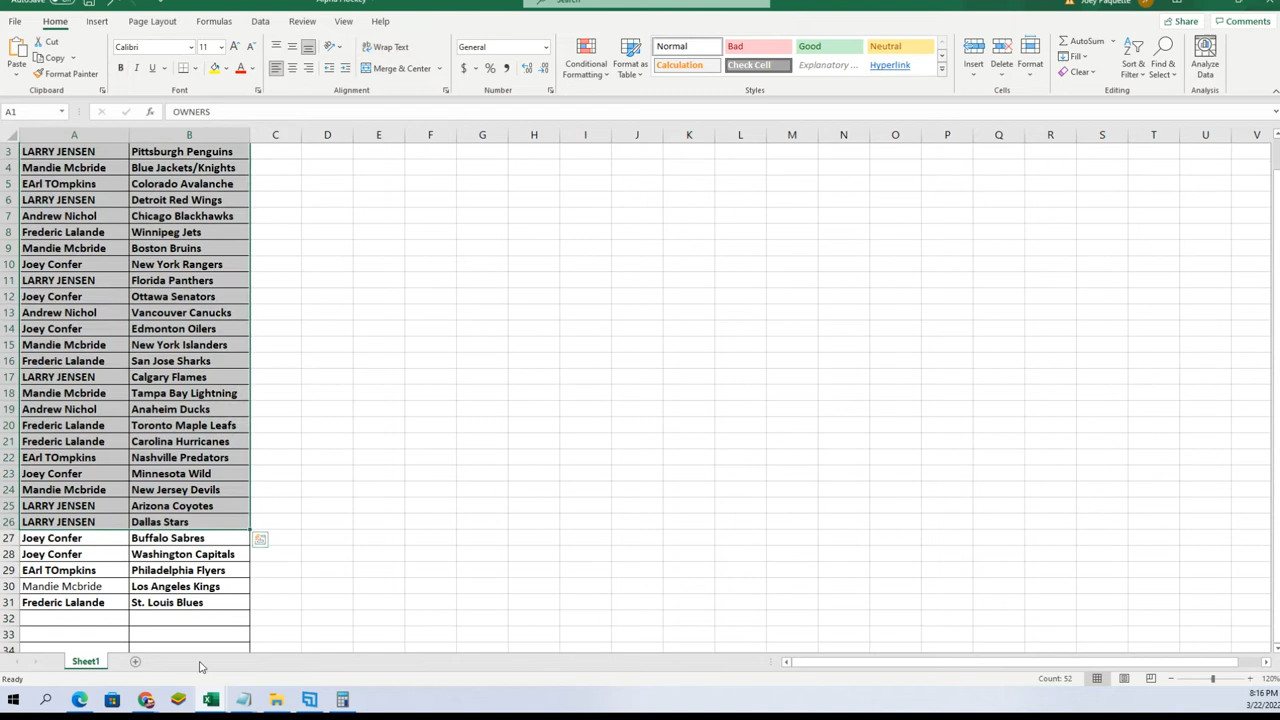 File Home Insert Page Layout Formulas Data Review View Help Share Comments
Cut Calibri 11 Wrap Text General Normal Bad Good Neutral AutoSum
Copy Fill
Paste Format Painter Merge & Center Conditional Formatting Format as Table Calculation Check Cell Explanatory ... Hyperlink Insert Delete Format Clear Sort & Filter Find & Select Analyze Data
Clipboard Font Alignment Number Styles Cells Editing Analysis
A1 fx OWNERS
A B C D E F G H I J K L M N O P Q R S T U V
3 LARRY JENSEN Pittsburgh Penguins
4 Mandie Mcbride Blue Jackets/Knights
5 EArl TOmpkins Colorado Avalanche
6 LARRY JENSEN Detroit Red Wings
7 Andrew Nichol Chicago Blackhawks
8 Frederic Lalande Winnipeg Jets
9 Mandie Mcbride Boston Bruins
10 Joey Confer New York Rangers
11 LARRY JENSEN Florida Panthers
12 Joey Confer Ottawa Senators
13 Andrew Nichol Vancouver Canucks
14 Joey Confer Edmonton Oilers
15 Mandie Mcbride New York Islanders
16 Frederic Lalande San Jose Sharks
17 LARRY JENSEN Calgary Flames
18 Mandie Mcbride Tampa Bay Lightning
19 Andrew Nichol Anaheim Ducks
20 Frederic Lalande Toronto Maple Leafs
21 Frederic Lalande Carolina Hurricanes
22 EArl TOmpkins Nashville Predators
23 Joey Confer Minnesota Wild
24 Mandie Mcbride New Jersey Devils
25 LARRY JENSEN Arizona Coyotes
26 LARRY JENSEN Dallas Stars
27 Joey Confer Buffalo Sabres
28 Joey Confer Washington Capitals
29 EArl TOmpkins Philadelphia Flyers
30 Mandie Mcbride Los Angeles Kings
31 Frederic Lalande St. Louis Blues
32
33
34
Sheet1
Ready Count: 52 120%
8:16 PM